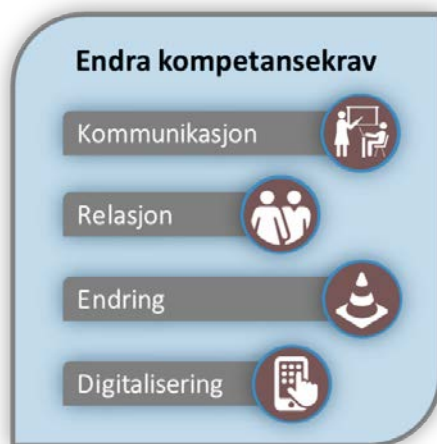 Endra kompetansekrav
Kommunikasjon
Relasjon
Endring
Digitalisering